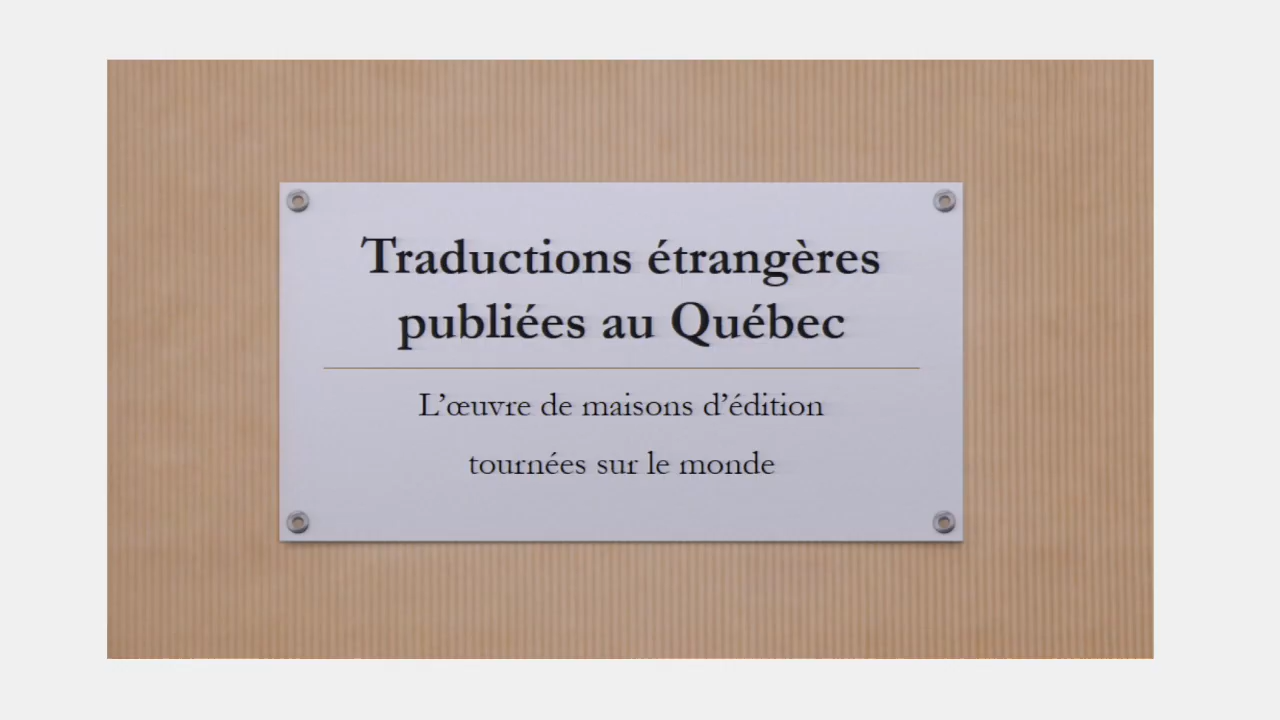 Traductions étrangères
publiées au Québec
L’œuvre de maisons d’édition
tournées sur le monde